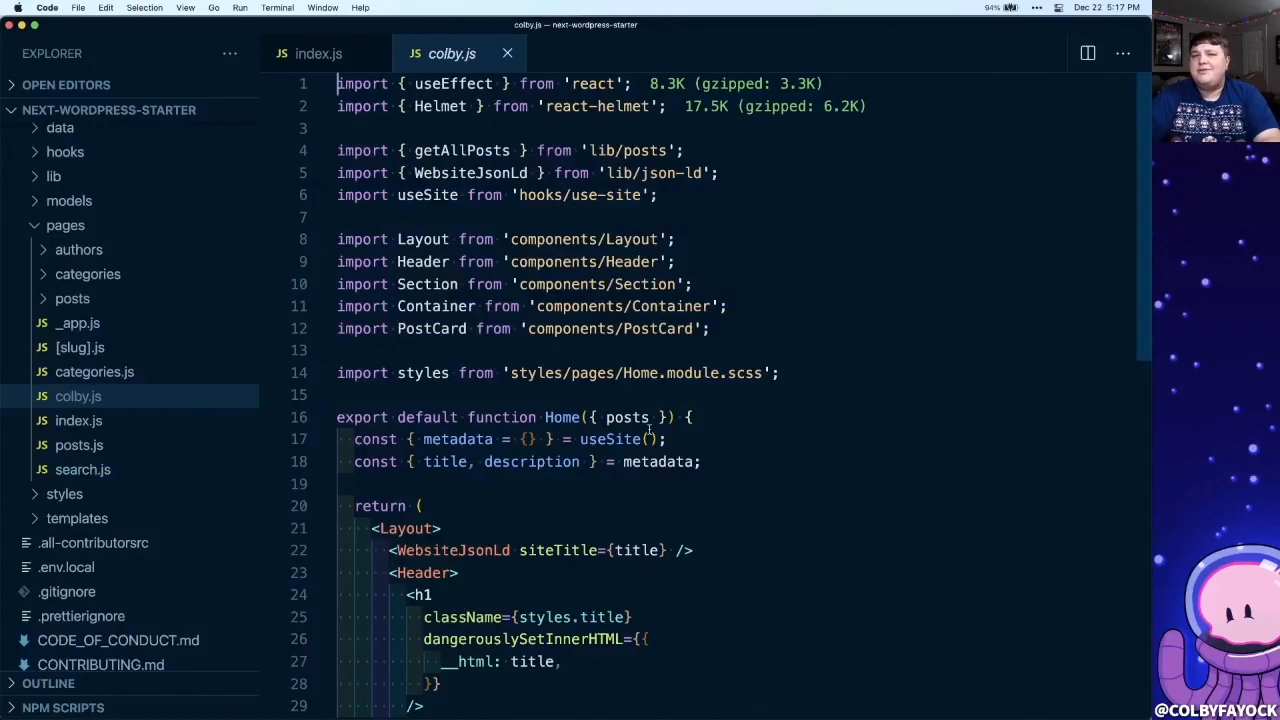 Code File Edit Selection View Go Run Terminal Window Help 94% Dec 22 5:17 PM
colby.js — next-wordpress-starter
EXPLORER
OPEN EDITORS
NEXT-WORDPRESS-STARTER
data
hooks
lib
models
pages
authors
categories
posts
JS _app.js
JS [slug].js
JS categories.js
JS colby.js
JS index.js
JS posts.js
JS search.js
styles
templates
.all-contributorsrc
.env.local
.gitignore
.prettierignore
CODE_OF_CONDUCT.md
CONTRIBUTING.md
OUTLINE
NPM SCRIPTS
JS index.js JS colby.js
1 import { useEffect } from 'react'; 8.3K (gzipped: 3.3K)
2 import { Helmet } from 'react-helmet'; 17.5K (gzipped: 6.2K)
3
4 import { getAllPosts } from 'lib/posts';
5 import { WebsiteJsonLd } from 'lib/json-ld';
6 import useSite from 'hooks/use-site';
7
8 import Layout from 'components/Layout';
9 import Header from 'components/Header';
10 import Section from 'components/Section';
11 import Container from 'components/Container';
12 import PostCard from 'components/PostCard';
13
14 import styles from 'styles/pages/Home.module.scss';
15
16 export default function Home({ posts }) {
17 const { metadata = {} } = useSite();
18 const { title, description } = metadata;
19
20 return (
21 <Layout>
22 <WebsiteJsonLd siteTitle={title} />
23 <Header>
24 <h1
25 className={styles.title}
26 dangerouslySetInnerHTML={{
27 __html: title,
28 }}
29 />
@COLBYFAYOCK